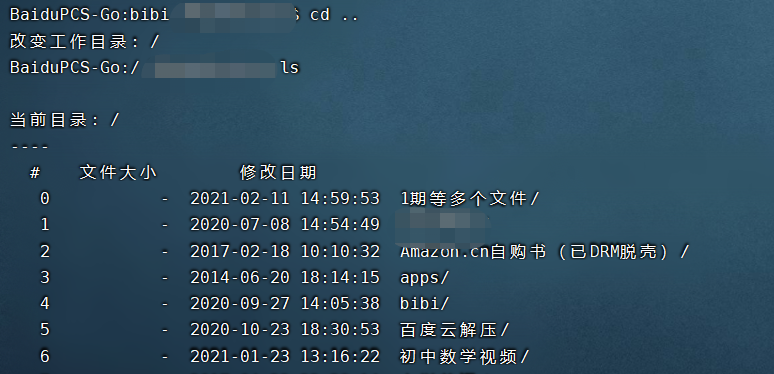 BaiduPCS-Go:bibi $ cd ..
改变工作目录: /
BaiduPCS-Go:/ ls
当前目录: /
----
# 文件大小 修改日期
0 - 2021-02-11 14:59:53 1期等多个文件/
1 - 2020-07-08 14:54:49
2 - 2017-02-18 10:10:32 Amazon.cn自购书 (已DRM脱壳) /
3 - 2014-06-20 18:14:15 apps/
4 - 2020-09-27 14:05:38 bibi/
5 - 2020-10-23 18:30:53 百度云解压/
6 - 2021-01-23 13:16:22 初中数学视频/